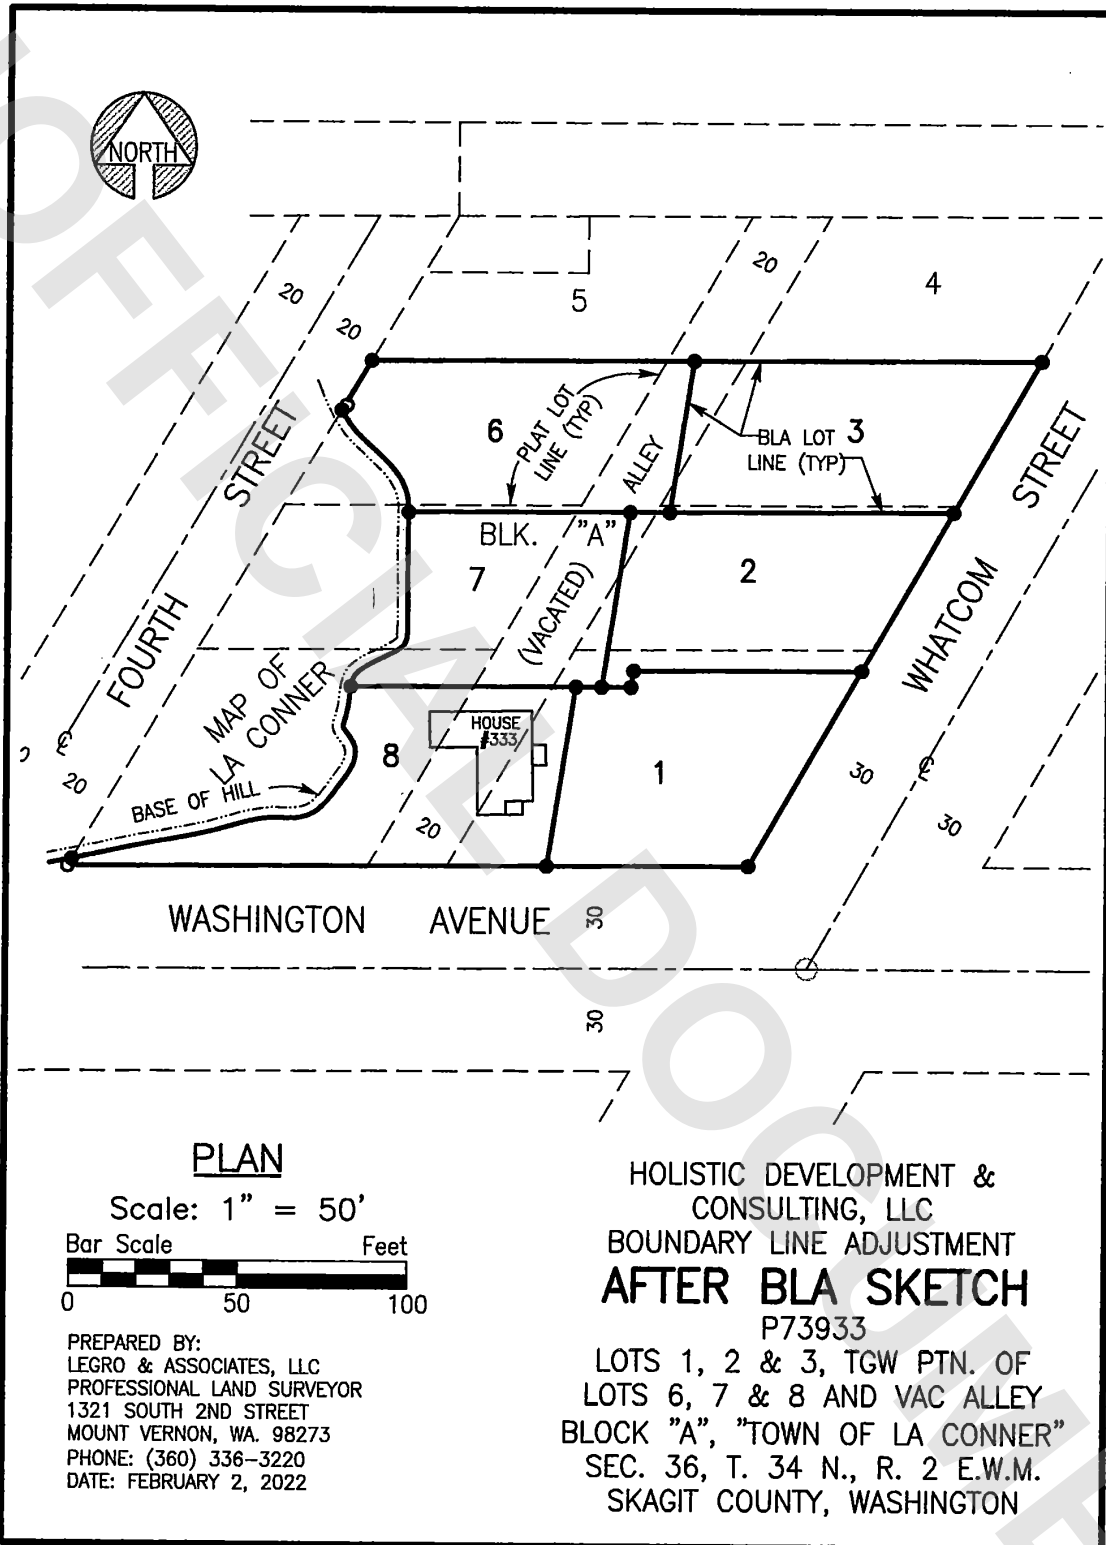 NORTH
20
20
5
20
4
6
PLAT LOT
LINE (TYP)
ALLEY
BLA LOT
LINE (TYP)
3
STREET
STREET
BLK. "A"
7
(VACATED)
2
FOURTH
WHATCOM
MAP OF
LA CONNER
HOUSE
#333
8
1
20
BASE OF HILL
20
30
30
WASHINGTON AVENUE
30
30
PLAN
Scale: 1" = 50'
Bar Scale Feet
0 50 100
PREPARED BY:
LEGRO & ASSOCIATES, LLC
PROFESSIONAL LAND SURVEYOR
1321 SOUTH 2ND STREET
MOUNT VERNON, WA. 98273
PHONE: (360) 336-3220
DATE: FEBRUARY 2, 2022
HOLISTIC DEVELOPMENT &
CONSULTING, LLC
BOUNDARY LINE ADJUSTMENT
AFTER BLA SKETCH
P73933
LOTS 1, 2 & 3, TGW PTN. OF
LOTS 6, 7 & 8 AND VAC ALLEY
BLOCK "A", "TOWN OF LA CONNER"
SEC. 36, T. 34 N., R. 2 E.W.M.
SKAGIT COUNTY, WASHINGTON
OFFICIAL DOCUME